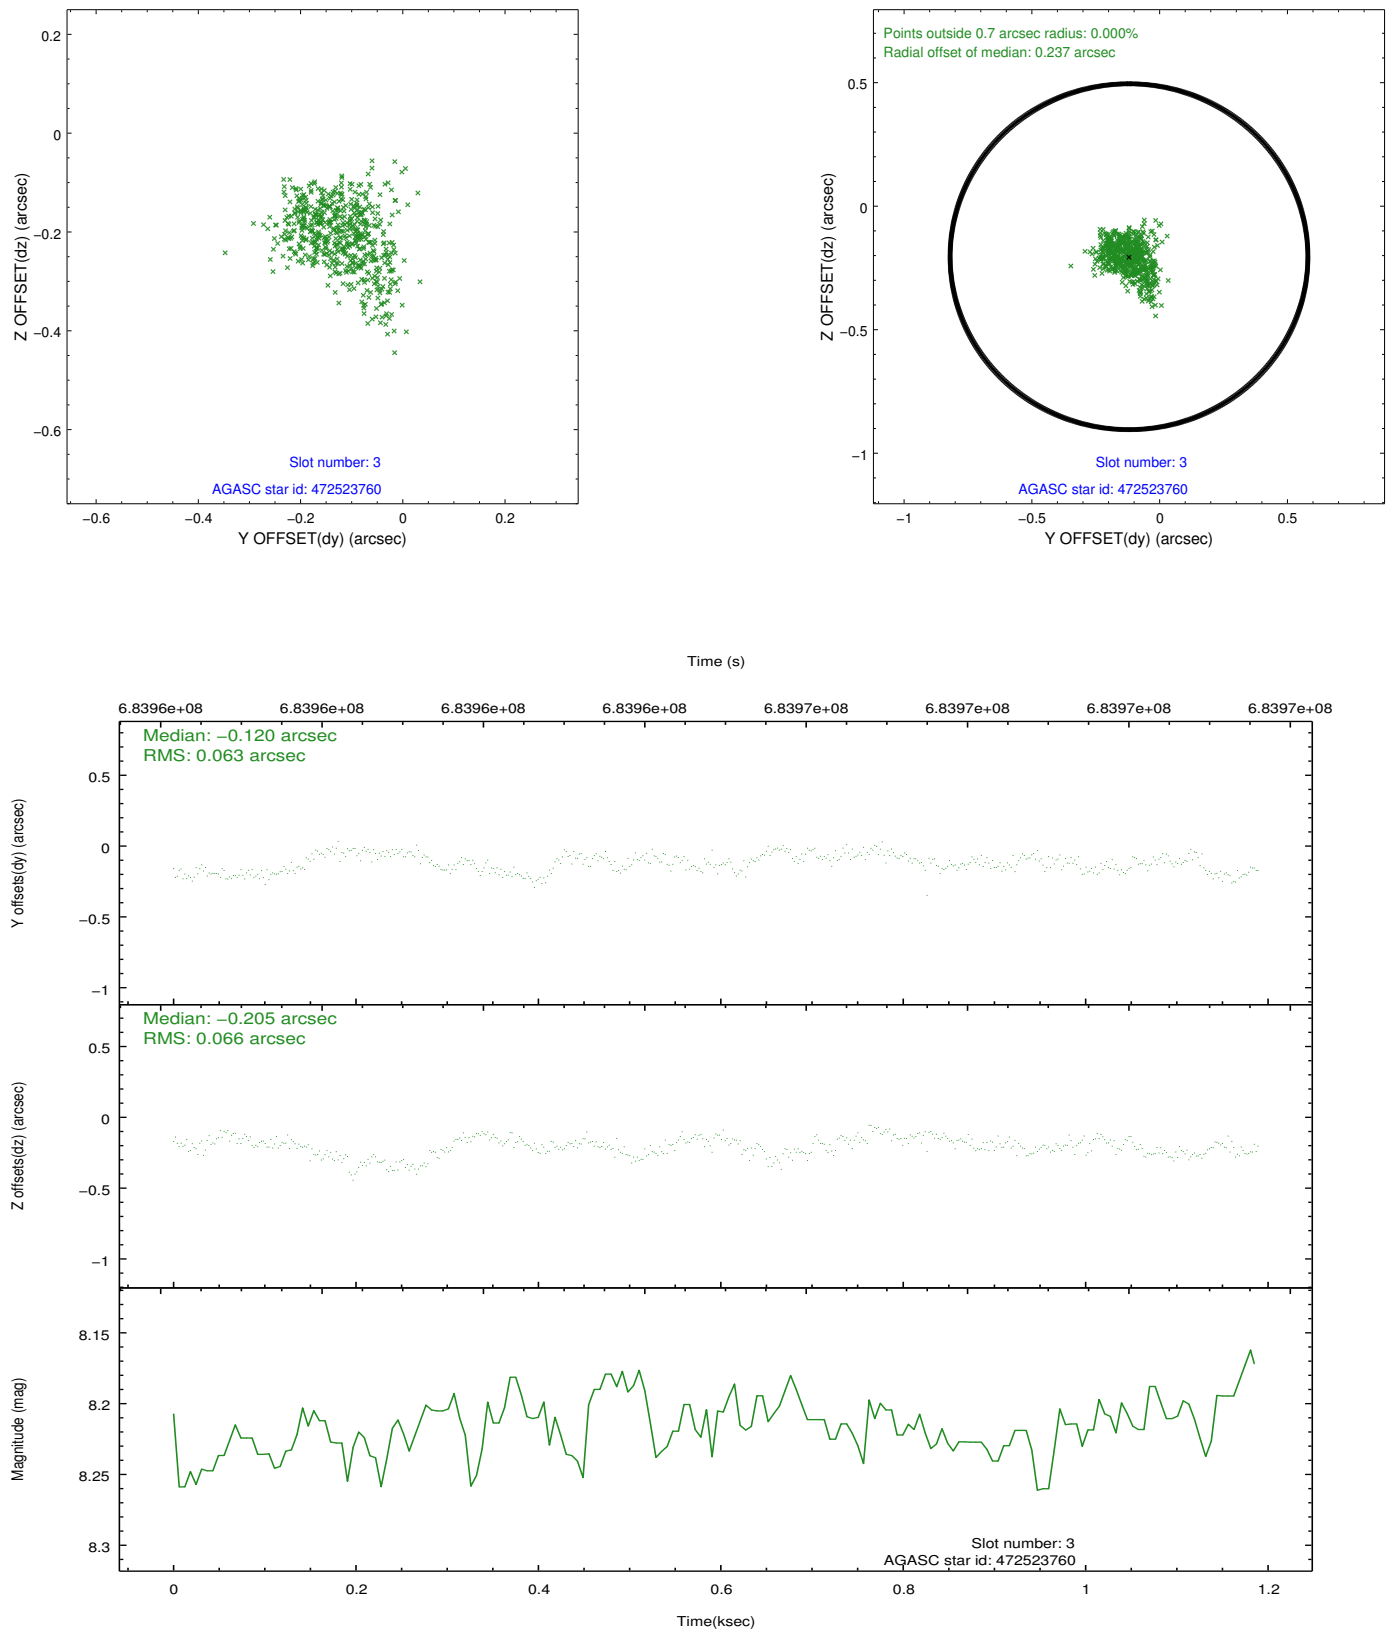 0.2
0
−0.2
−0.4
−0.6
Z OFFSET(dz) (arcsec)
Slot number: 3
AGASC star id: 472523760
−0.6 −0.4 −0.2 0 0.2
Y OFFSET(dy) (arcsec)
Points outside 0.7 arcsec radius: 0.000%
Radial offset of median: 0.237 arcsec
0.5
0
−0.5
−1
Z OFFSET(dz) (arcsec)
Slot number: 3
AGASC star id: 472523760
−1 −0.5 0 0.5
Y OFFSET(dy) (arcsec)
Time (s)
6.8396e+08 6.8396e+08 6.8396e+08 6.8396e+08 6.8397e+08 6.8397e+08 6.8397e+08 6.8397e+08
Median: −0.120 arcsec
RMS: 0.063 arcsec
0.5
0
−0.5
−1
Y offsets(dy) (arcsec)
Median: −0.205 arcsec
RMS: 0.066 arcsec
0.5
0
−0.5
−1
Z offsets(dz) (arcsec)
8.15
8.2
8.25
8.3
Magnitude (mag)
Slot number: 3
AGASC star id: 472523760
0 0.2 0.4 0.6 0.8 1 1.2
Time(ksec)